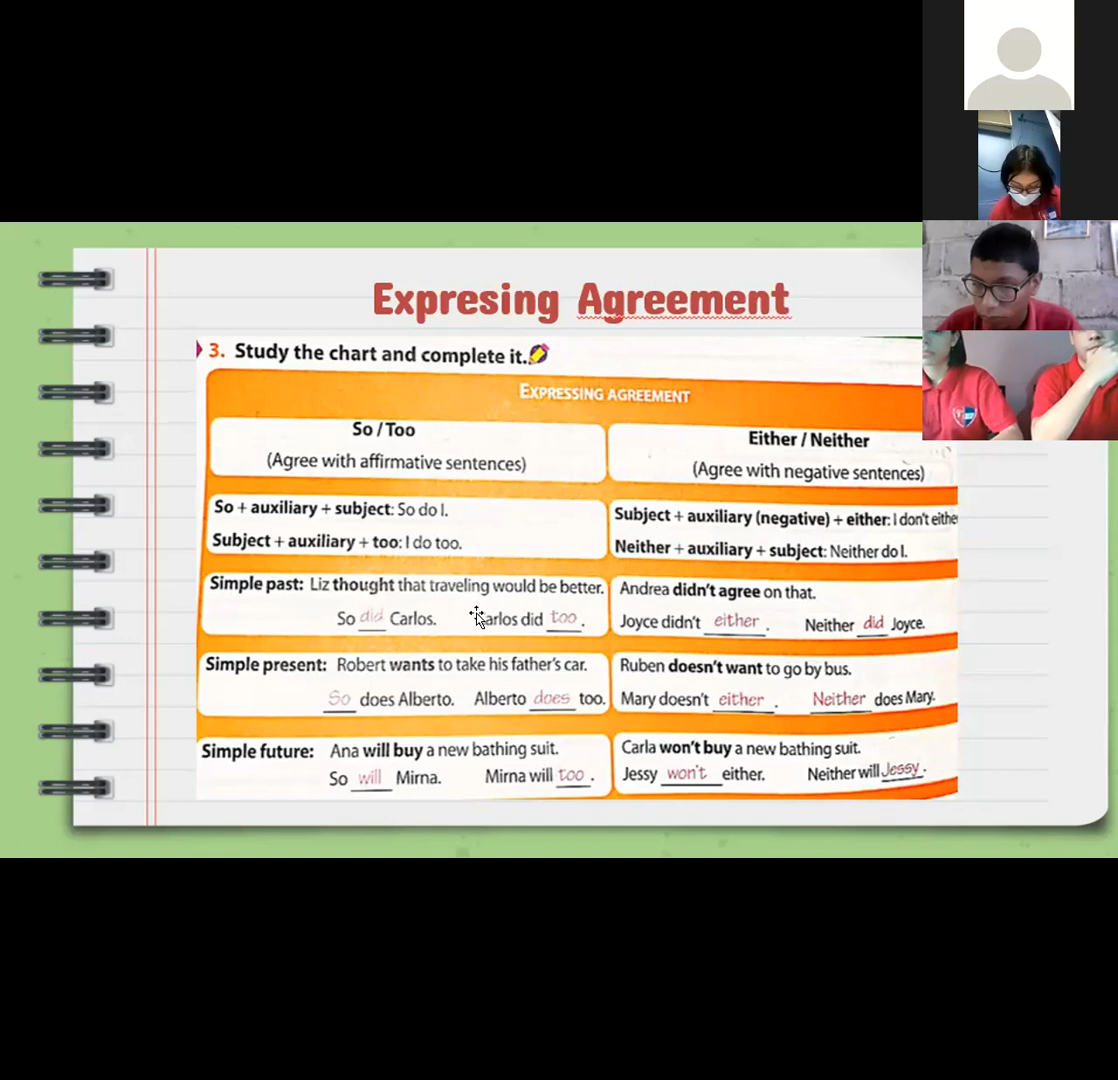 Expresing Agreement
3. Study the chart and complete it.
EXPRESSING AGREEMENT
So / Too
(Agree with affirmative sentences)
Either / Neither
(Agree with negative sentences)
So + auxiliary + subject: So do I.
Subject + auxiliary + too: I do too.
Subject + auxiliary (negative) + either: I don't eithe
Neither + auxiliary + subject: Neither do I.
Simple past: Liz thought that traveling would be better.
So did Carlos. Carlos did too.
Andrea didn't agree on that.
Joyce didn't either. Neither did Joyce.
Simple present: Robert wants to take his father's car.
So does Alberto. Alberto does too.
Ruben doesn't want to go by bus.
Mary doesn't either. Neither does Mary.
Simple future: Ana will buy a new bathing suit.
So will Mirna. Mirna will too.
Carla won't buy a new bathing suit.
Jessy won't either. Neither will Jessy.